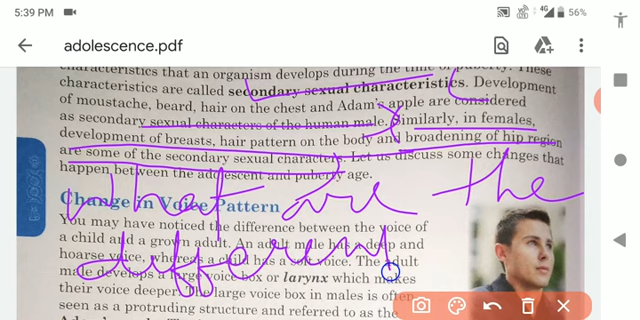 5:39 PM
4G 56%
adolescence.pdf
characteristics that an organism develops during the time of puberty. These
characteristics are called secondary sexual characteristics. Development
of moustache, beard, hair on the chest and Adam's apple are considered
as secondary sexual characters of the human male. Similarly, in females,
development of breasts, hair pattern on the body and broadening of hip region
are some of the secondary sexual characters. Let us discuss some changes that
happen between the adolescent and puberty age.
What are the
Change in Voice Pattern
You may have noticed the difference between the voice of
a child and a grown adult. An adult male has a deep and
different
hoarse voice, whereas a child has a soft voice. The adult
male develops a large voice box or larynx which makes
their voice deeper. The large voice box in males is often
seen as a protruding structure and referred to as the